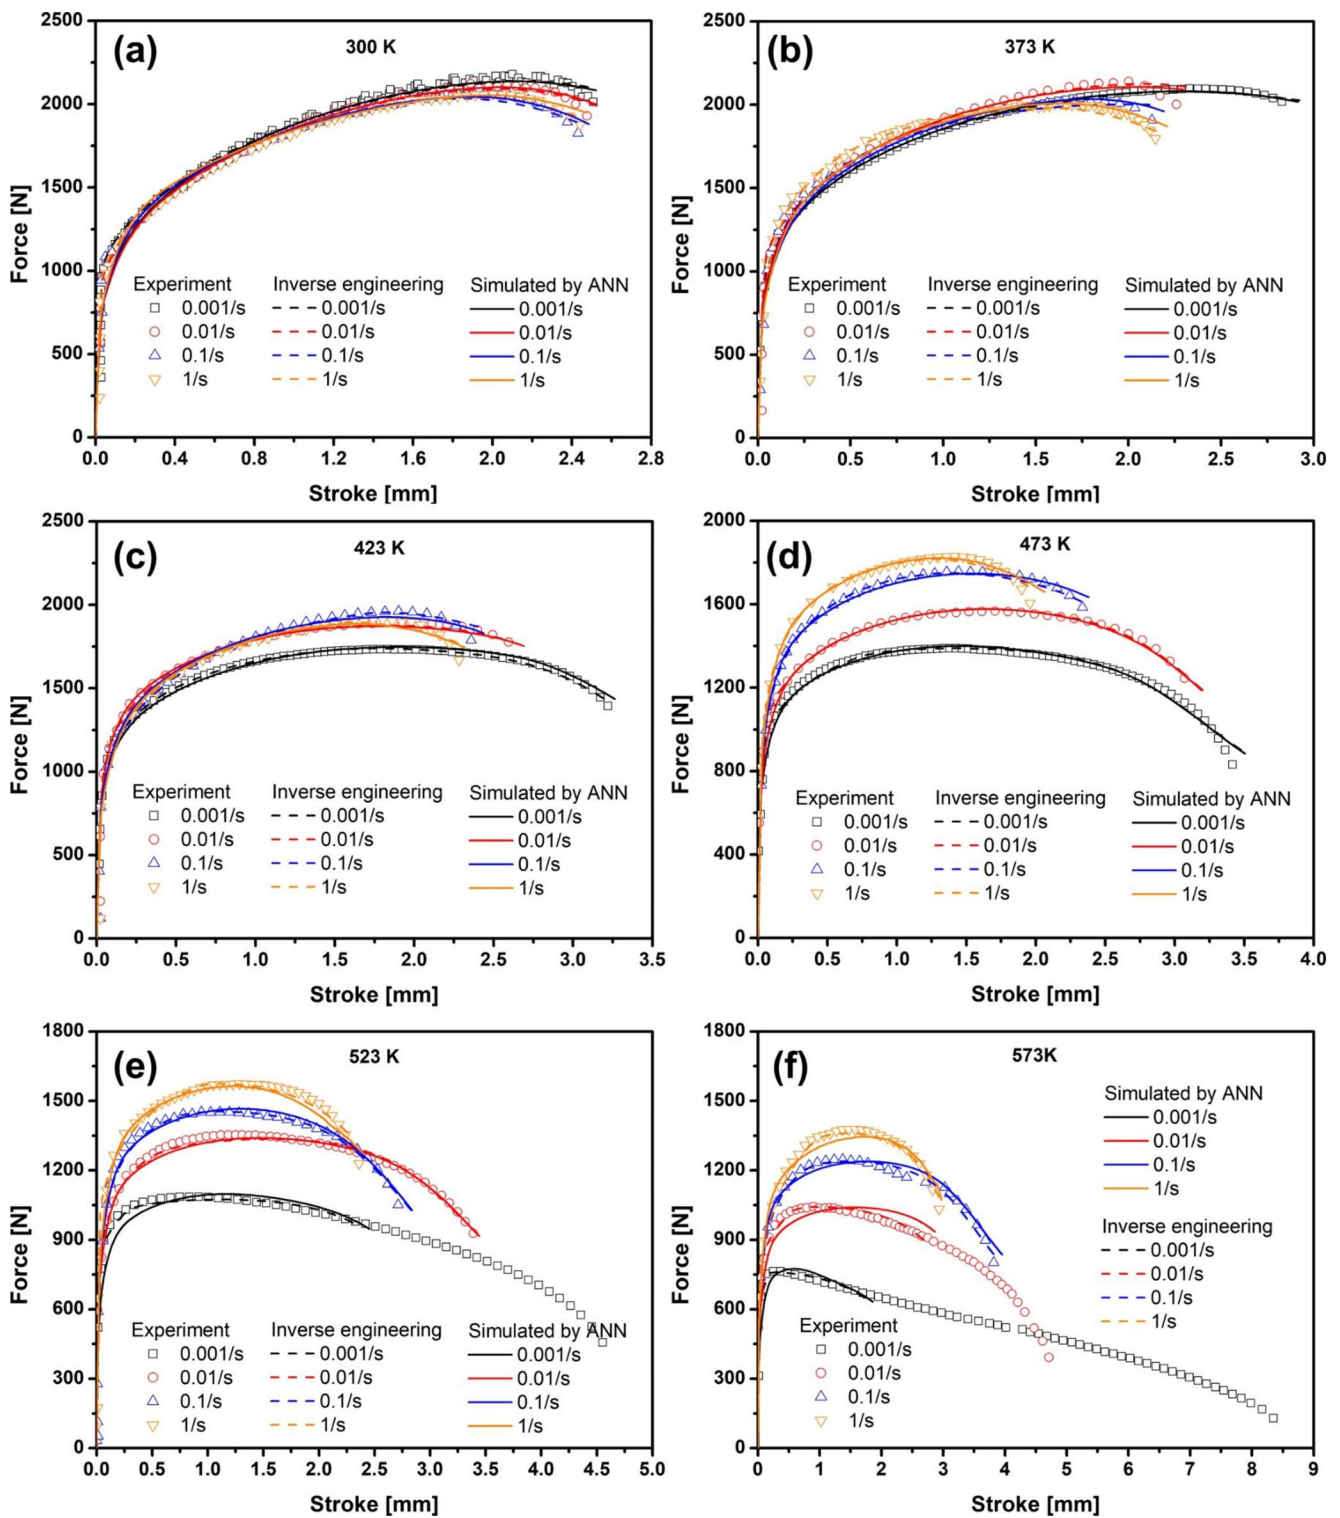 (a)
300 K
Force [N]
2500
2000
1500
1000
500
0
Experiment Inverse engineering Simulated by ANN
0.001/s 0.001/s 0.001/s
0.01/s 0.01/s 0.01/s
0.1/s 0.1/s 0.1/s
1/s 1/s 1/s
0.0 0.4 0.8 1.2 1.6 2.0 2.4 2.8
Stroke [mm]
(b)
373 K
Force [N]
2500
2000
1500
1000
500
0
Experiment Inverse engineering Simulated by ANN
0.001/s 0.001/s 0.001/s
0.01/s 0.01/s 0.01/s
0.1/s 0.1/s 0.1/s
1/s 1/s 1/s
0.0 0.5 1.0 1.5 2.0 2.5 3.0
Stroke [mm]
(c)
423 K
Force [N]
2500
2000
1500
1000
500
0
Experiment Inverse engineering Simulated by ANN
0.001/s 0.001/s 0.001/s
0.01/s 0.01/s 0.01/s
0.1/s 0.1/s 0.1/s
1/s 1/s 1/s
0.0 0.5 1.0 1.5 2.0 2.5 3.0 3.5
Stroke [mm]
(d)
473 K
Force [N]
2000
1600
1200
800
400
0
Experiment Inverse engineering Simulated by ANN
0.001/s 0.001/s 0.001/s
0.01/s 0.01/s 0.01/s
0.1/s 0.1/s 0.1/s
1/s 1/s 1/s
0.0 0.5 1.0 1.5 2.0 2.5 3.0 3.5 4.0
Stroke [mm]
(e)
523 K
Force [N]
1800
1500
1200
900
600
300
0
Experiment Inverse engineering Simulated by ANN
0.001/s 0.001/s 0.001/s
0.01/s 0.01/s 0.01/s
0.1/s 0.1/s 0.1/s
1/s 1/s 1/s
0.0 0.5 1.0 1.5 2.0 2.5 3.0 3.5 4.0 4.5 5.0
Stroke [mm]
(f)
573K
Force [N]
1800
1500
1200
900
600
300
0
Simulated by ANN
0.001/s
0.01/s
0.1/s
1/s
Inverse engineering
0.001/s
0.01/s
0.1/s
1/s
Experiment
0.001/s
0.01/s
0.1/s
1/s
0 1 2 3 4 5 6 7 8 9
Stroke [mm]